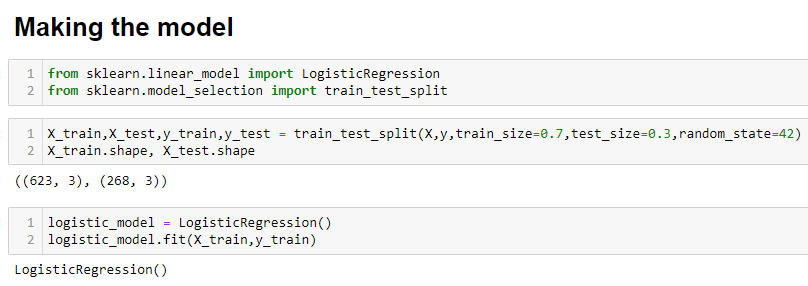 Making the model
1 from sklearn.linear_model import LogisticRegression
2 from sklearn.model_selection import train_test_split
1 X_train,X_test,y_train,y_test = train_test_split(X,y,train_size=0.7,test_size=0.3,random_state=42)
2 X_train.shape, X_test.shape
((623, 3), (268, 3))
1 logistic_model = LogisticRegression()
2 logistic_model.fit(X_train,y_train)
LogisticRegression()